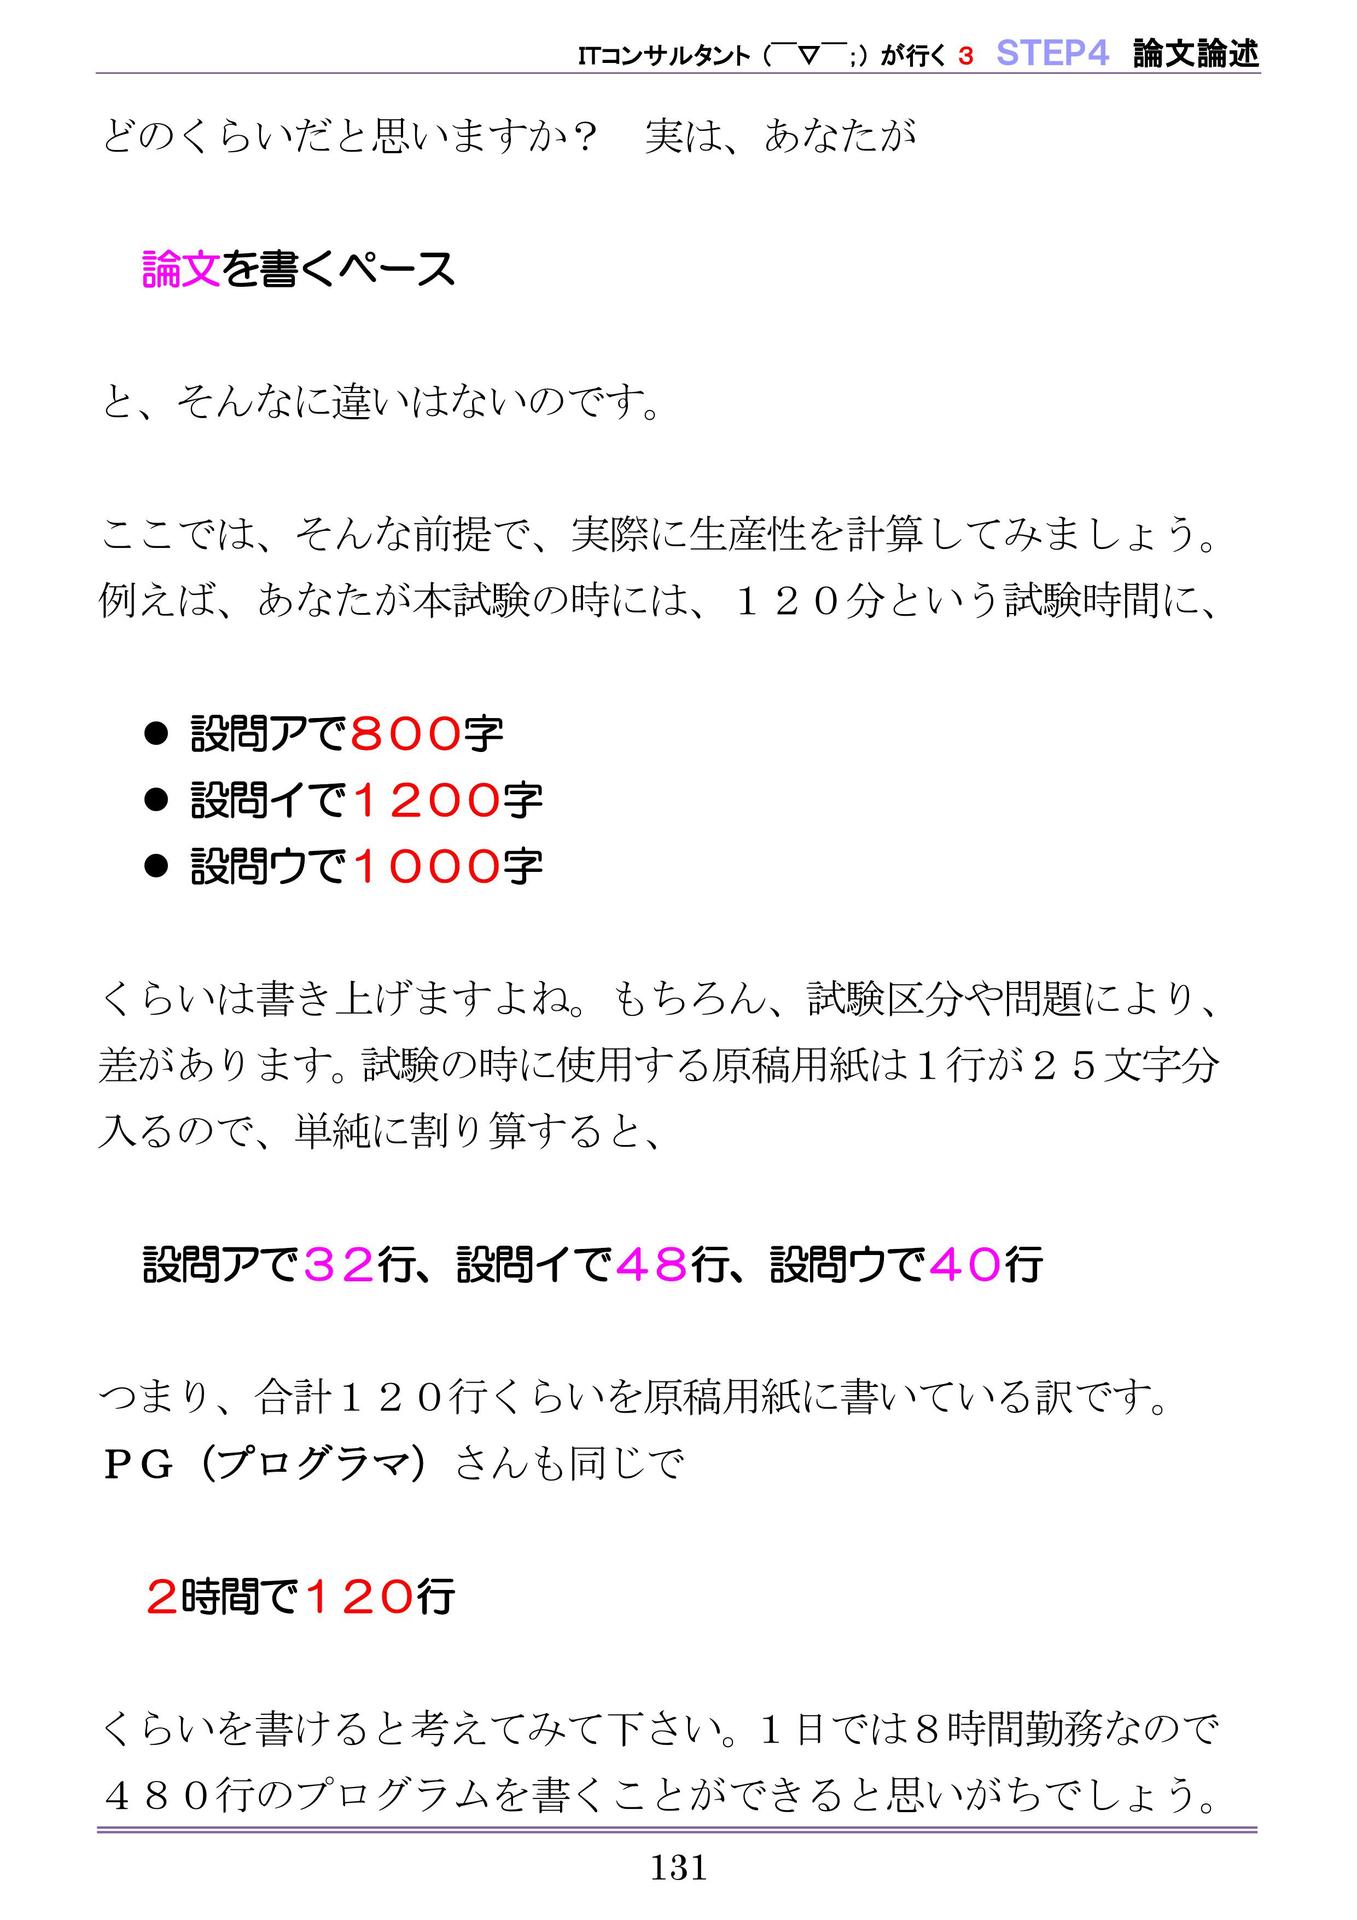 ITコンサルタント（￣▽￣；）が行く 3 STEP4 論文論述
どのくらいだと思いますか？　実は、あなたが
論文を書くペース
と、そんなに違いはないのです。
ここでは、そんな前提で、実際に生産性を計算してみましょう。
例えば、あなたが本試験の時には、１２０分という試験時間に、
● 設問アで８００字
● 設問イで１２００字
● 設問ウで１０００字
くらいは書き上げますよね。もちろん、試験区分や問題により、
差があります。試験の時に使用する原稿用紙は１行が２５文字分
入るので、単純に割り算すると、
設問アで３２行、設問イで４８行、設問ウで４０行
つまり、合計１２０行くらいを原稿用紙に書いている訳です。
ＰＧ（プログラマ）さんも同じで
２時間で１２０行
くらいを書けると考えてみて下さい。１日では８時間勤務なので
４８０行のプログラムを書くことができると思いがちでしょう。
131